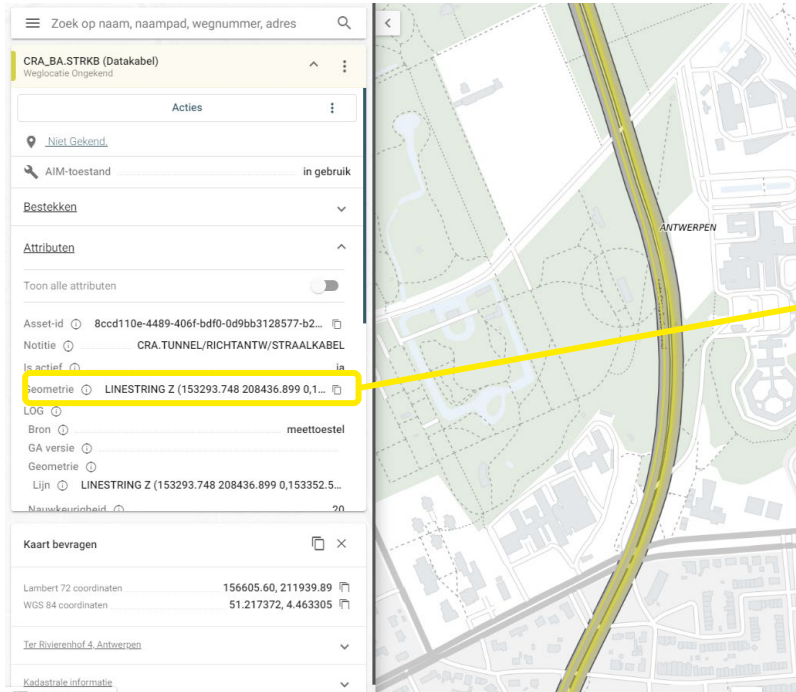 Zoek op naam, naampad, wegnummer, adres
CRA_BA.STRKB (Datakabel)
Weglocatie Ongekend
Acties
Niet Gekend,
AIM-toestand in gebruik
Bestekken
Attributen
Toon alle attributen
Asset-id 8ccd110e-4489-406f-bdf0-0d9bb3128577-b2...
Notitie CRA.TUNNEL/RICHTANTW/STRAALKABEL
Is actief ja
Geometrie LINESTRING Z (153293.748 208436.899 0,1...
LOG
Bron meettoestel
GA versie
Geometrie
Lijn LINESTRING Z (153293.748 208436.899 0,153352.5...
Nauwkeurigheid 20
Kaart bevragen
Lambert 72 coordinaten 156605.60, 211939.89
WGS 84 coordinaten 51.217372, 4.463305
Ter Rivierenhof 4, Antwerpen
Kadastrale informatie
ANTWERPEN